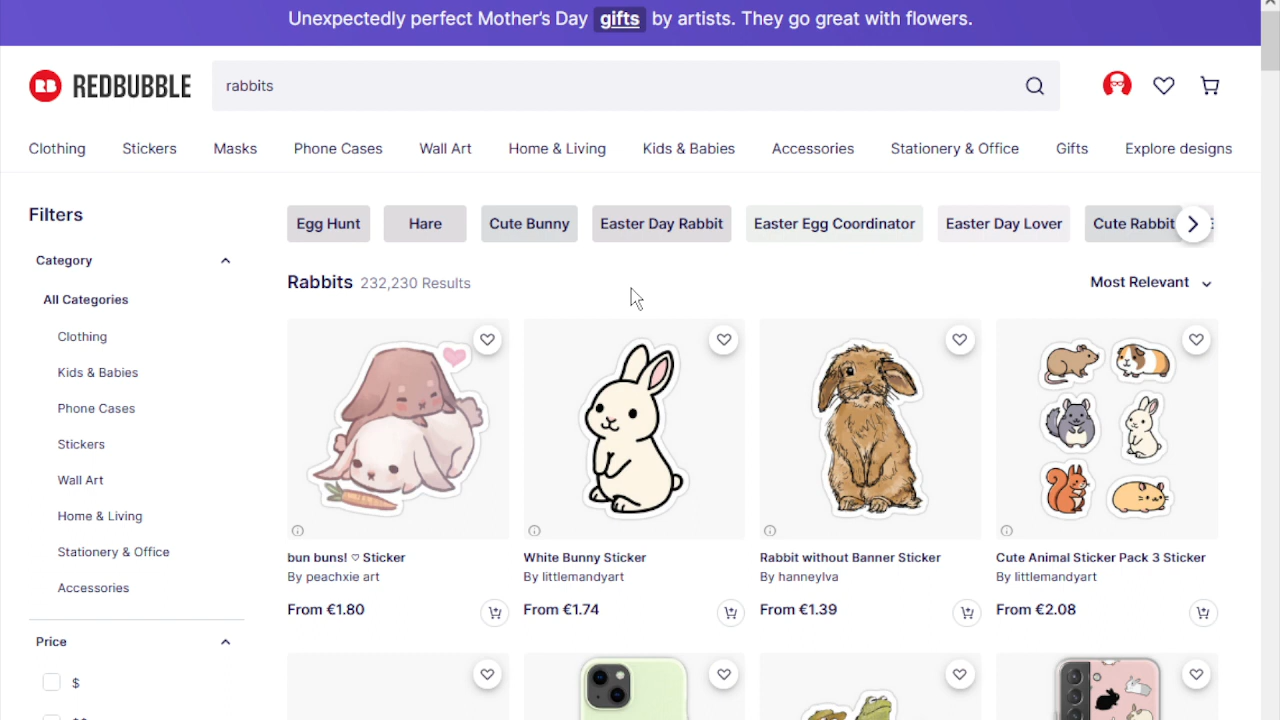 Unexpectedly perfect Mother's Day gifts by artists. They go great with flowers.
RB REDBUBBLE
rabbits
Clothing Stickers Masks Phone Cases Wall Art Home & Living Kids & Babies Accessories Stationery & Office Gifts Explore designs
Filters
Egg Hunt Hare Cute Bunny Easter Day Rabbit Easter Egg Coordinator Easter Day Lover Cute Rabbit
Category
Rabbits 232,230 Results
Most Relevant
All Categories
Clothing
Kids & Babies
Phone Cases
Stickers
Wall Art
Home & Living
Stationery & Office
Accessories
Price
$
bun buns! ♡ Sticker
By peachxie art
From €1.80
White Bunny Sticker
By littlemandyart
From €1.74
Rabbit without Banner Sticker
By hanneylva
From €1.39
Cute Animal Sticker Pack 3 Sticker
By littlemandyart
From €2.08